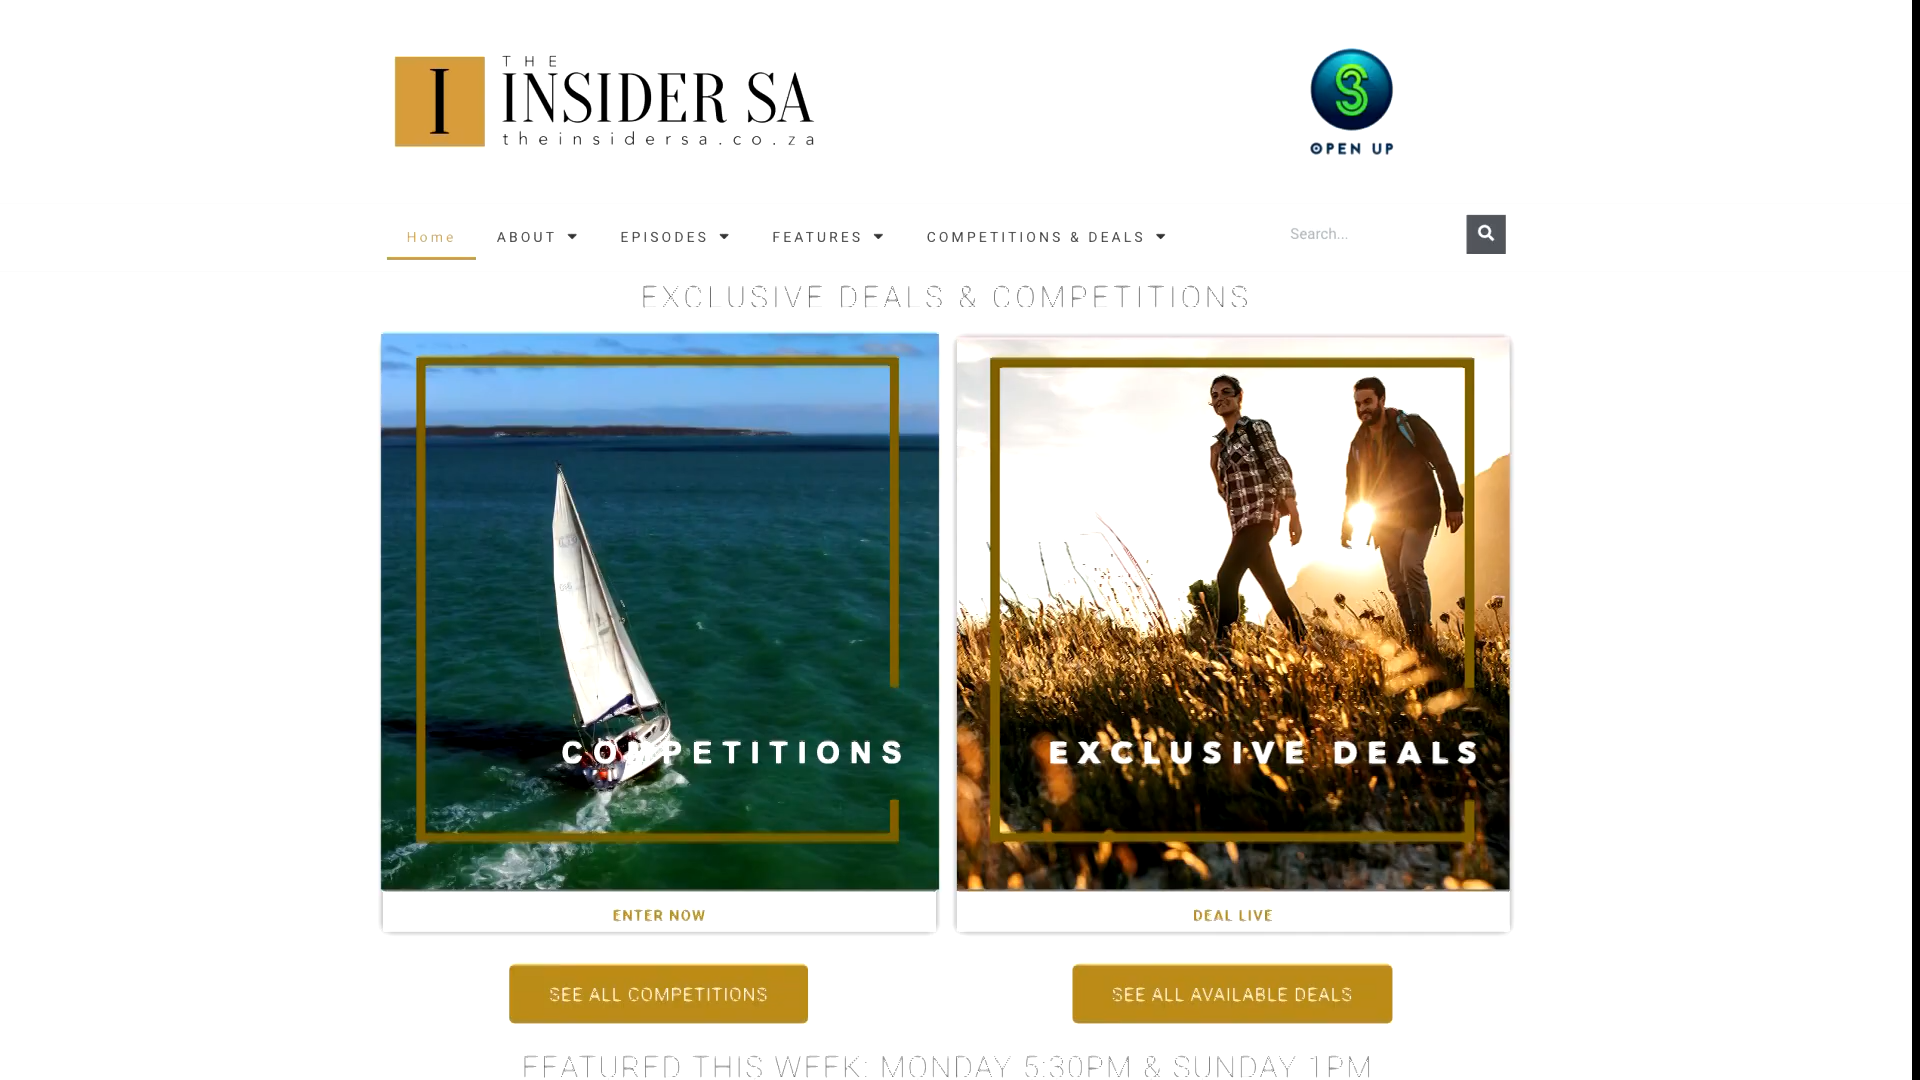 I
THE
INSIDER SA
theinsidersa.co.za
3
OPEN UP
Home
ABOUT
EPISODES
FEATURES
COMPETITIONS & DEALS
Search...
EXCLUSIVE DEALS & COMPETITIONS
COMPETITIONS
EXCLUSIVE DEALS
ENTER NOW
DEAL LIVE
SEE ALL COMPETITIONS
SEE ALL AVAILABLE DEALS
FEATURED THIS WEEK: MONDAY 5:30PM & SUNDAY 1PM